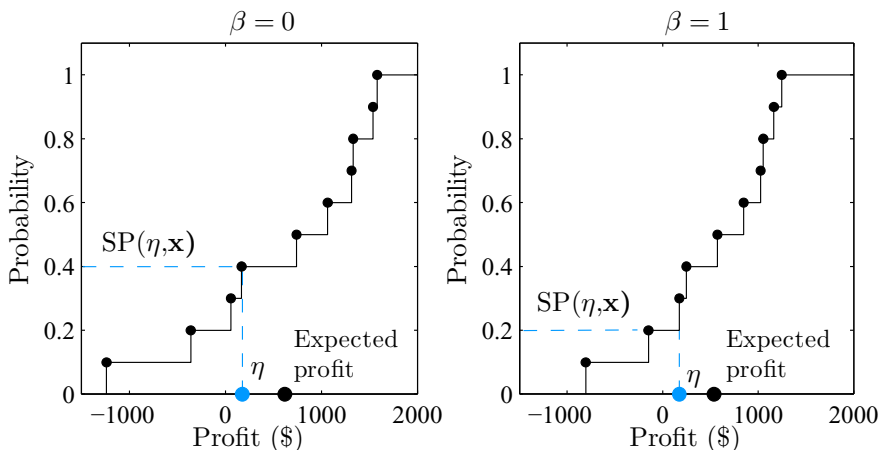 β = 0
Probability
1
0.8
0.6
0.4
0.2
0
SP(η,x)
η
Expected
profit
−1000
0
1000
2000
Profit ($)
β = 1
Probability
1
0.8
0.6
0.4
0.2
0
SP(η,x)
η
Expected
profit
−1000
0
1000
2000
Profit ($)